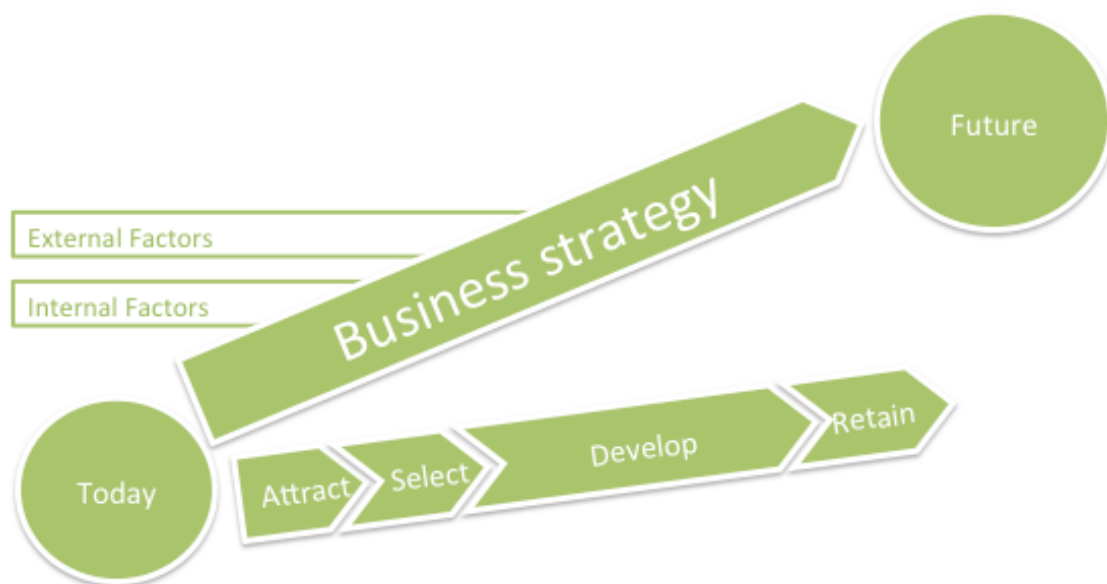 Future
Business strategy
External Factors
Internal Factors
Today
Attract
Select
Develop
Retain